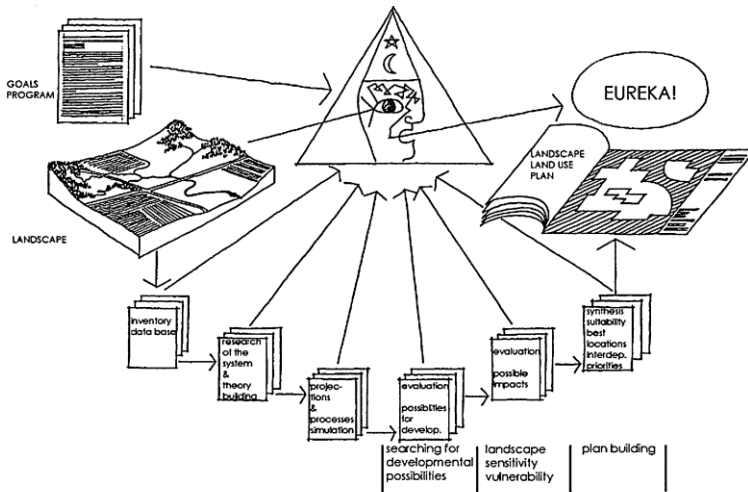 GOALS
PROGRAM
EUREKA!
LANDSCAPE
LAND USE
PLAN
LANDSCAPE
inventory
data base
research
of the
system
&
theory
building
projec-
tions
&
processes
simulation
evaluation
possiblities
for
develop.
evaluation
possible
impacts
synthesis
suitability
best
locations
interdep.
priorities
searching for
developmental
possibilities
landscape
sensitivity
vulnerability
plan building